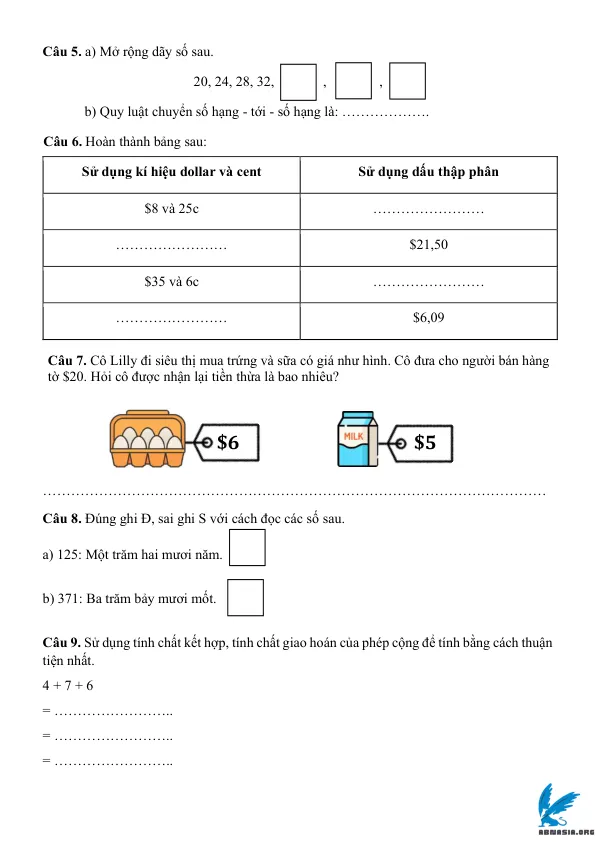 Câu 5. a) Mở rộng dãy số sau.
20, 24, 28, 32, , ,
b) Quy luật chuyển số hạng - tới - số hạng là: ……………….
Câu 6. Hoàn thành bảng sau:
Sử dụng kí hiệu dollar và cent Sử dụng dấu thập phân
$8 và 25c ……………………
…………………… $21,50
$35 và 6c ……………………
…………………… $6,09
Câu 7. Cô Lilly đi siêu thị mua trứng và sữa có giá như hình. Cô đưa cho người bán hàng
tờ $20. Hỏi cô được nhận lại tiền thừa là bao nhiêu?
$6 MILK $5
………………………………………………………………………………………………
Câu 8. Đúng ghi Đ, sai ghi S với cách đọc các số sau.
a) 125: Một trăm hai mươi năm.
b) 371: Ba trăm bảy mươi mốt.
Câu 9. Sử dụng tính chất kết hợp, tính chất giao hoán của phép cộng để tính bằng cách thuận
tiện nhất.
4 + 7 + 6
= ……………………..
= ……………………..
= ……………………..
ABNASIA.ORG